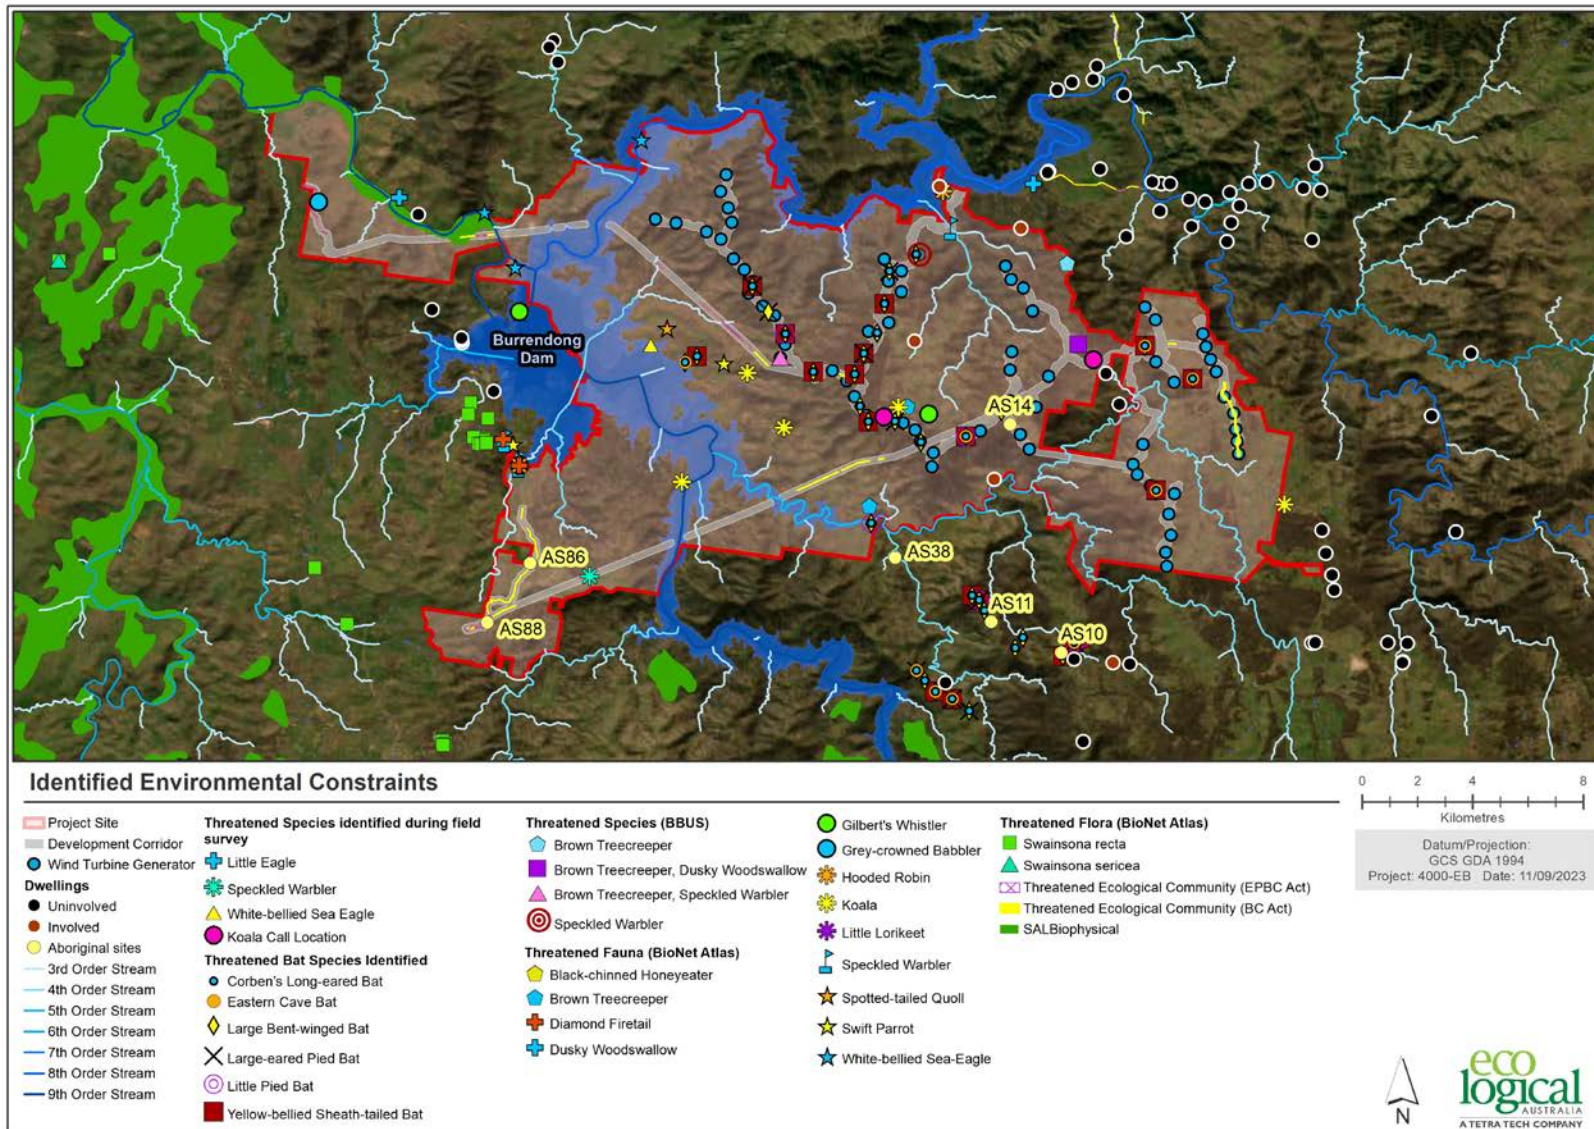 Burrendong
Dam
AS14
AS86
AS38
AS11
AS88
AS10
Identified Environmental Constraints
Project Site
Development Corridor
Wind Turbine Generator
Dwellings
Uninvolved
Involved
Aboriginal sites
3rd Order Stream
4th Order Stream
5th Order Stream
6th Order Stream
7th Order Stream
8th Order Stream
9th Order Stream
Threatened Species identified during field
survey
Little Eagle
Speckled Warbler
White-bellied Sea Eagle
Koala Call Location
Threatened Bat Species Identified
Corben's Long-eared Bat
Eastern Cave Bat
Large Bent-winged Bat
Large-eared Pied Bat
Little Pied Bat
Yellow-bellied Sheath-tailed Bat
Threatened Species (BBUS)
Brown Treecreeper
Brown Treecreeper, Dusky Woodswallow
Brown Treecreeper, Speckled Warbler
Speckled Warbler
Threatened Fauna (BioNet Atlas)
Black-chinned Honeyeater
Brown Treecreeper
Diamond Firetail
Dusky Woodswallow
Gilbert's Whistler
Grey-crowned Babbler
Hooded Robin
Koala
Little Lorikeet
Speckled Warbler
Spotted-tailed Quoll
Swift Parrot
White-bellied Sea-Eagle
Threatened Flora (BioNet Atlas)
Swainsona recta
Swainsona sericea
Threatened Ecological Community (EPBC Act)
Threatened Ecological Community (BC Act)
SALBiophysical
0 2 4 8
Kilometres
Datum/Projection:
GCS GDA 1994
Project: 4000-EB Date: 11/09/2023
N
eco
logical
AUSTRALIA
A TETRA TECH COMPANY